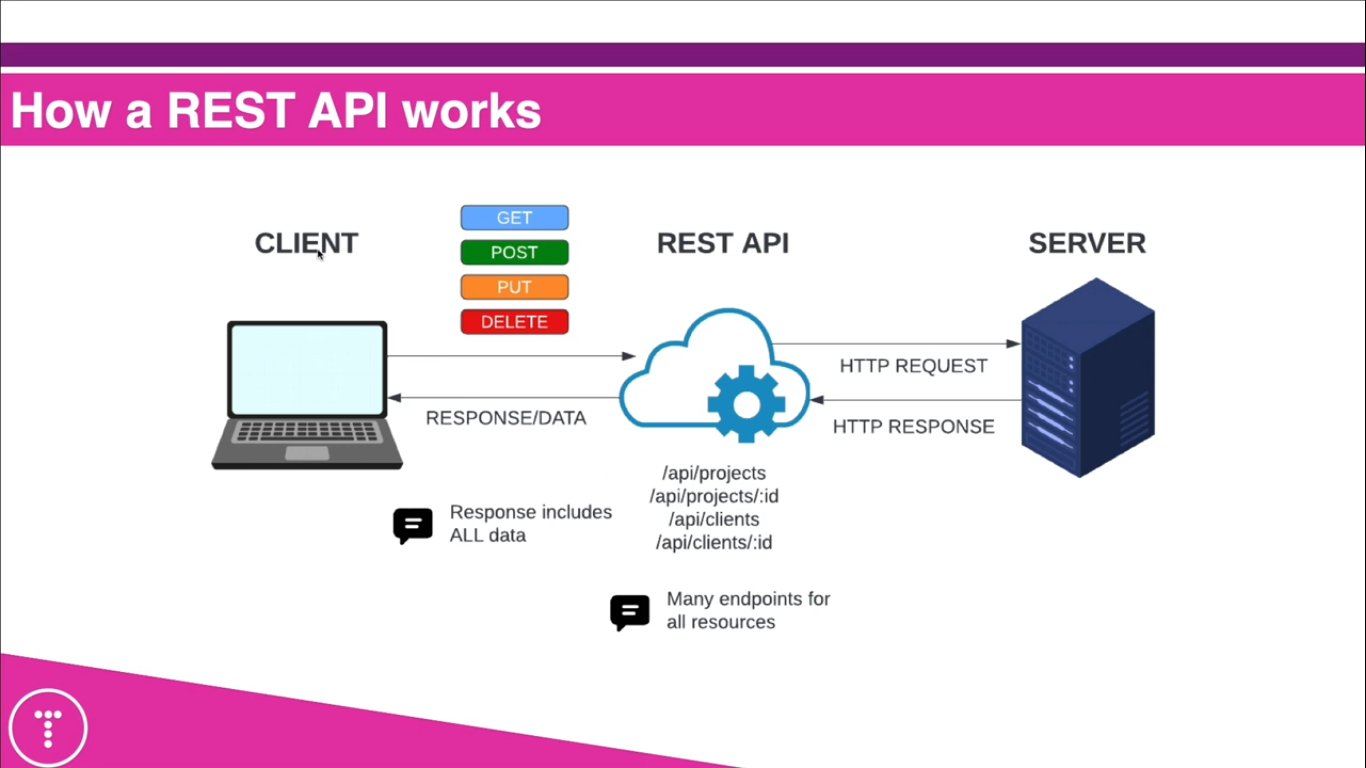 How a REST API works
CLIENT
GET
POST
PUT
DELETE
REST API
SERVER
HTTP REQUEST
RESPONSE/DATA
HTTP RESPONSE
/api/projects
/api/projects/:id
/api/clients
/api/clients/:id
Response includes
ALL data
Many endpoints for
all resources
T